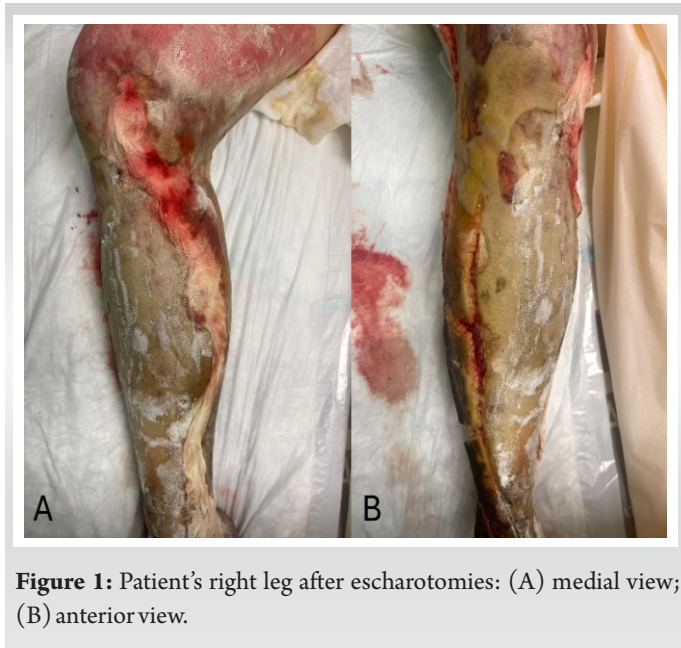 A
B
Figure 1: Patient's right leg after escharotomies: (A) medial view;
(B) anterior view.